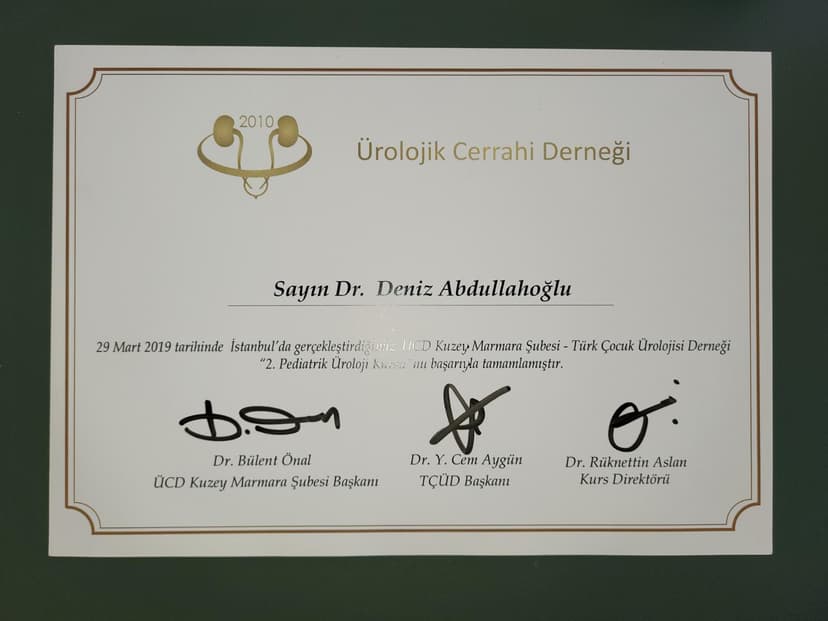 2010
Ürolojik Cerrahi Derneği
Sayın Dr. Deniz Abdullahoğlu
29 Mart 2019 tarihinde İstanbul'da gerçekleştirdiğimiz ÜCD Kuzey Marmara Şubesi - Türk Çocuk Ürolojisi Derneği
"2. Pediatrik Üroloji Kursu"nu başarıyla tamamlamıştır.
Dr. Bülent Önal
ÜCD Kuzey Marmara Şubesi Başkanı
Dr. Y. Cem Aygün
TÇÜD Başkanı
Dr. Rüknettin Aslan
Kurs Direktörü